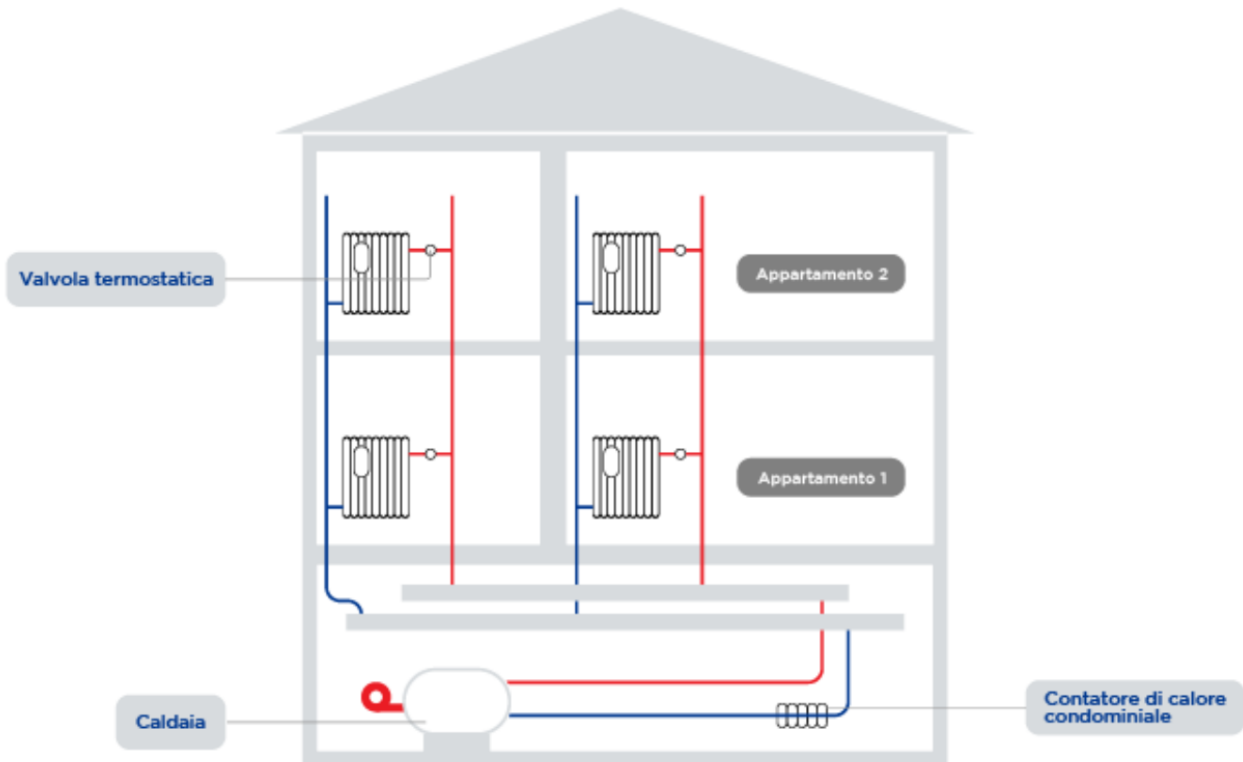 Valvola termostatica
Appartamento 2
Appartamento 1
Caldaia
Contatore di calore
condominiale